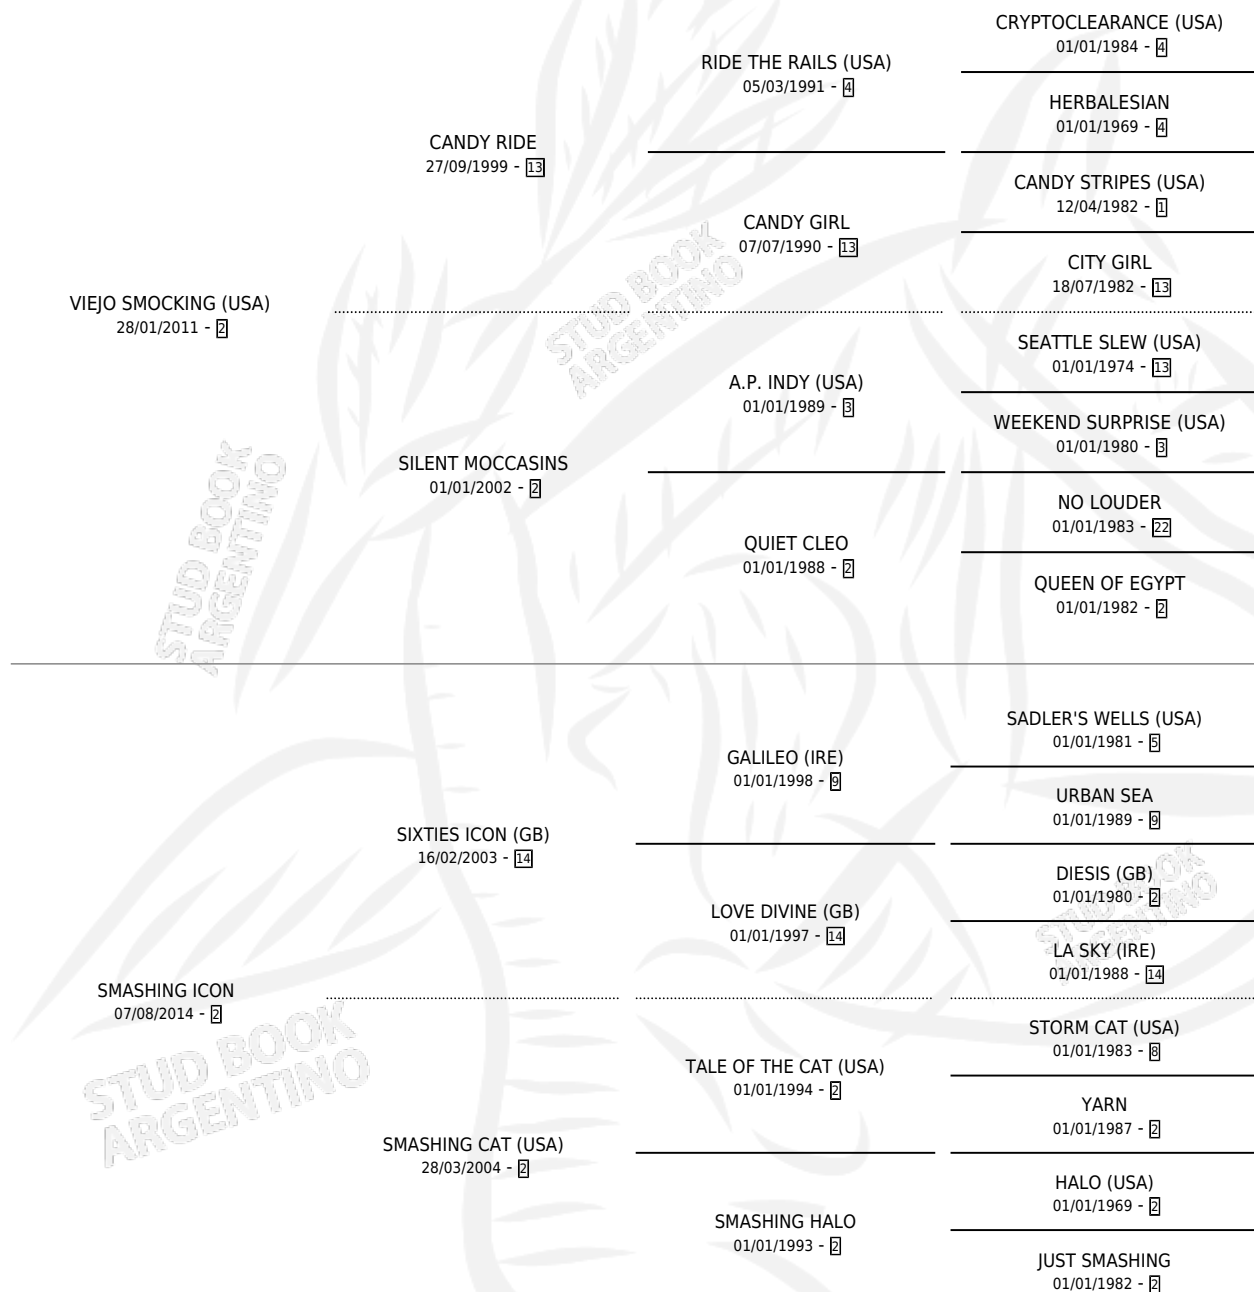 CRYPTOCLEARANCE (USA)
01/01/1984 - 4
RIDE THE RAILS (USA)
05/03/1991 - 4
HERBALESIAN
01/01/1969 - 4
CANDY RIDE
27/09/1999 - 13
CANDY STRIPES (USA)
12/04/1982 - 1
CANDY GIRL
07/07/1990 - 13
CITY GIRL
18/07/1982 - 13
VIEJO SMOCKING (USA)
28/01/2011 - 2
SEATTLE SLEW (USA)
01/01/1974 - 13
A.P. INDY (USA)
01/01/1989 - 3
WEEKEND SURPRISE (USA)
01/01/1980 - 3
SILENT MOCCASINS
01/01/2002 - 2
NO LOUDER
01/01/1983 - 22
QUIET CLEO
01/01/1988 - 2
QUEEN OF EGYPT
01/01/1982 - 2
STUD BOOK
ARGENTINO
STUD BOOK
ARGENTINO
SADLER'S WELLS (USA)
01/01/1981 - 5
GALILEO (IRE)
01/01/1998 - 9
URBAN SEA
01/01/1989 - 9
SIXTIES ICON (GB)
16/02/2003 - 14
DIESIS (GB)
01/01/1980 - 2
LOVE DIVINE (GB)
01/01/1997 - 14
LA SKY (IRE)
01/01/1988 - 14
SMASHING ICON
07/08/2014 - 2
STORM CAT (USA)
01/01/1983 - 8
TALE OF THE CAT (USA)
01/01/1994 - 2
YARN
01/01/1987 - 2
SMASHING CAT (USA)
28/03/2004 - 2
HALO (USA)
01/01/1969 - 2
SMASHING HALO
01/01/1993 - 2
JUST SMASHING
01/01/1982 - 2
STUD BOOK
ARGENTINO
STUD BOOK
ARGENTINO